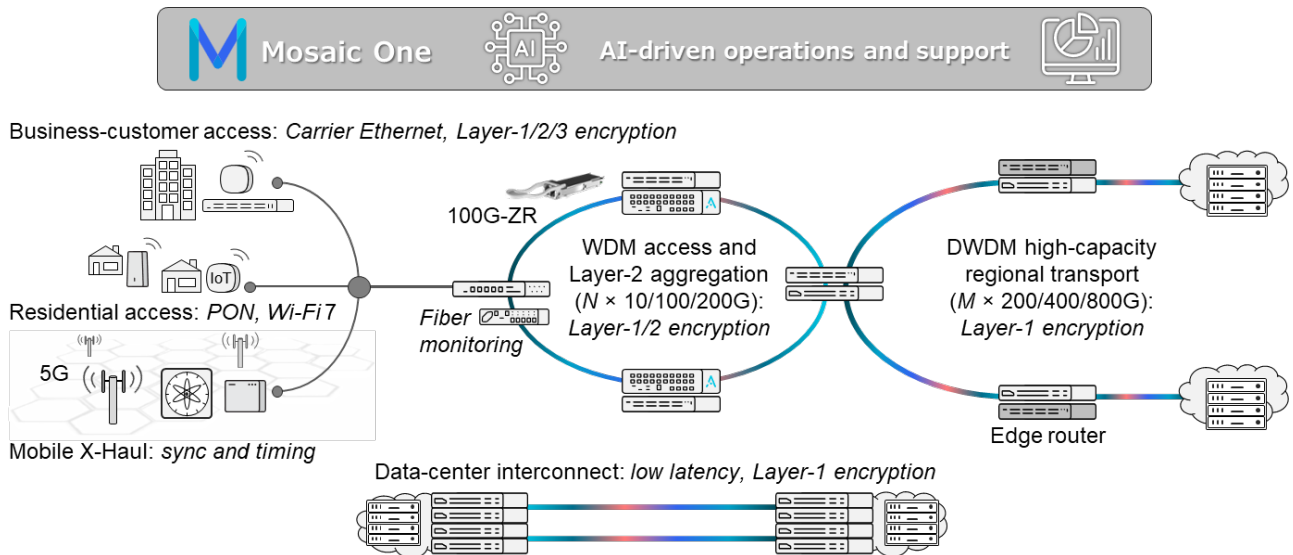 Mosaic One
AI
AI-driven operations and support
Business-customer access: Carrier Ethernet, Layer-1/2/3 encryption
100G-ZR
WDM access and
Layer-2 aggregation
(N × 10/100/200G):
Layer-1/2 encryption
DWDM high-capacity
regional transport
(M × 200/400/800G):
Layer-1 encryption
IoT
Residential access: PON, Wi-Fi 7
Fiber
monitoring
5G
Mobile X-Haul: sync and timing
Edge router
Data-center interconnect: low latency, Layer-1 encryption